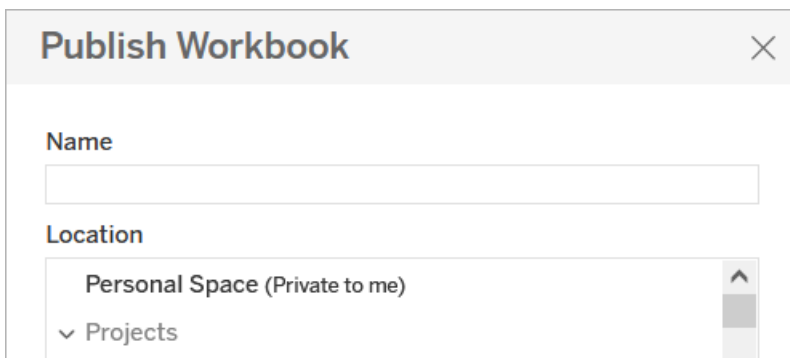 Publish Workbook
Name
Location
Personal Space (Private to me)
Projects